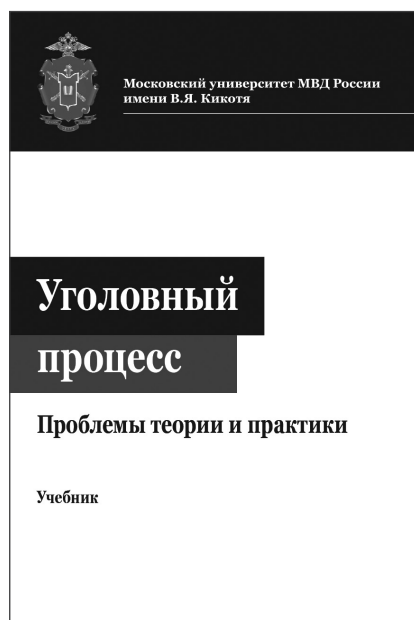 Московский университет МВД России
имени В.Я. Кикотя
Уголовный
процесс
Проблемы теории и практики
Учебник